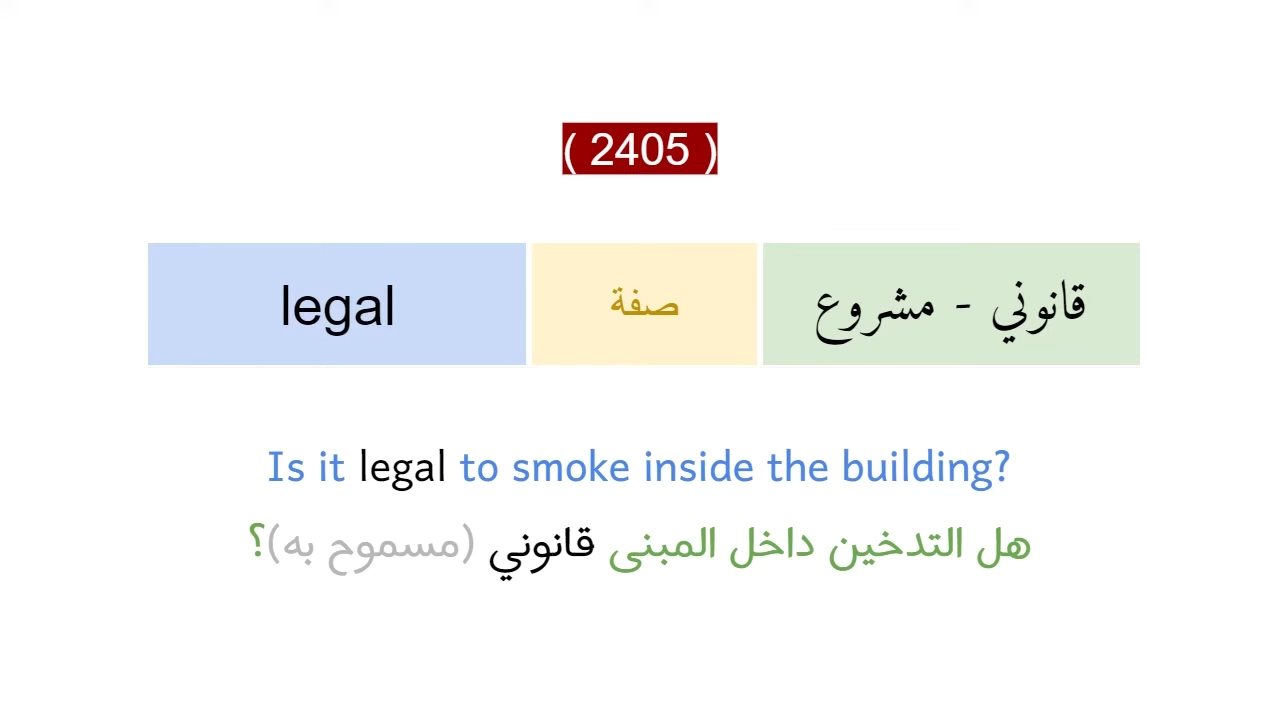 ( 2405 )
legal صفة قانوني - مشروع
Is it legal to smoke inside the building?
هل التدخين داخل المبنى قانوني (مسموح به)؟